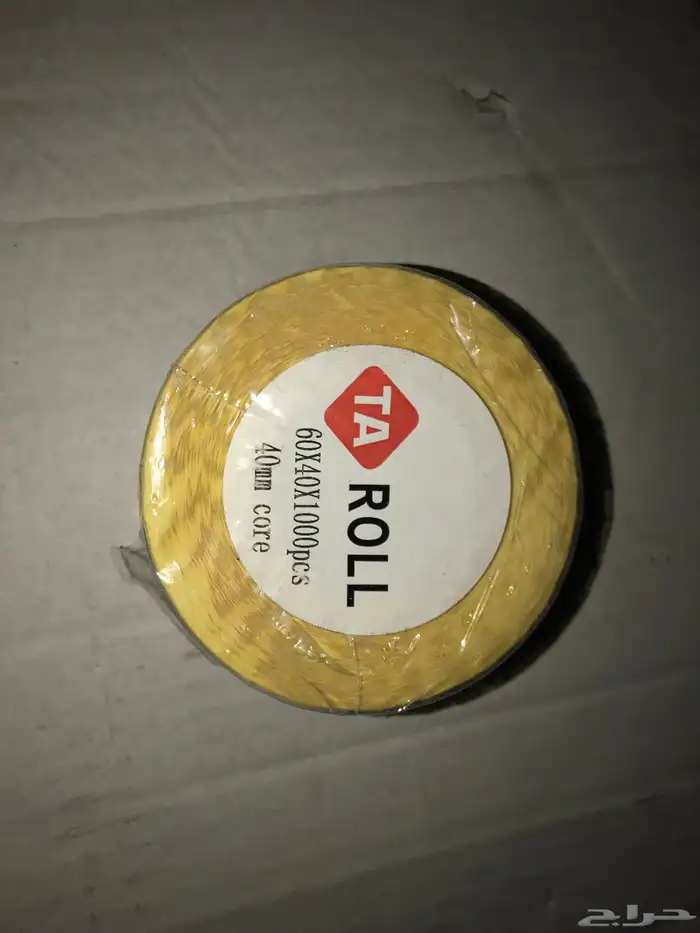 TA ROLL
60X40X1000pcs
40mm core
حراج